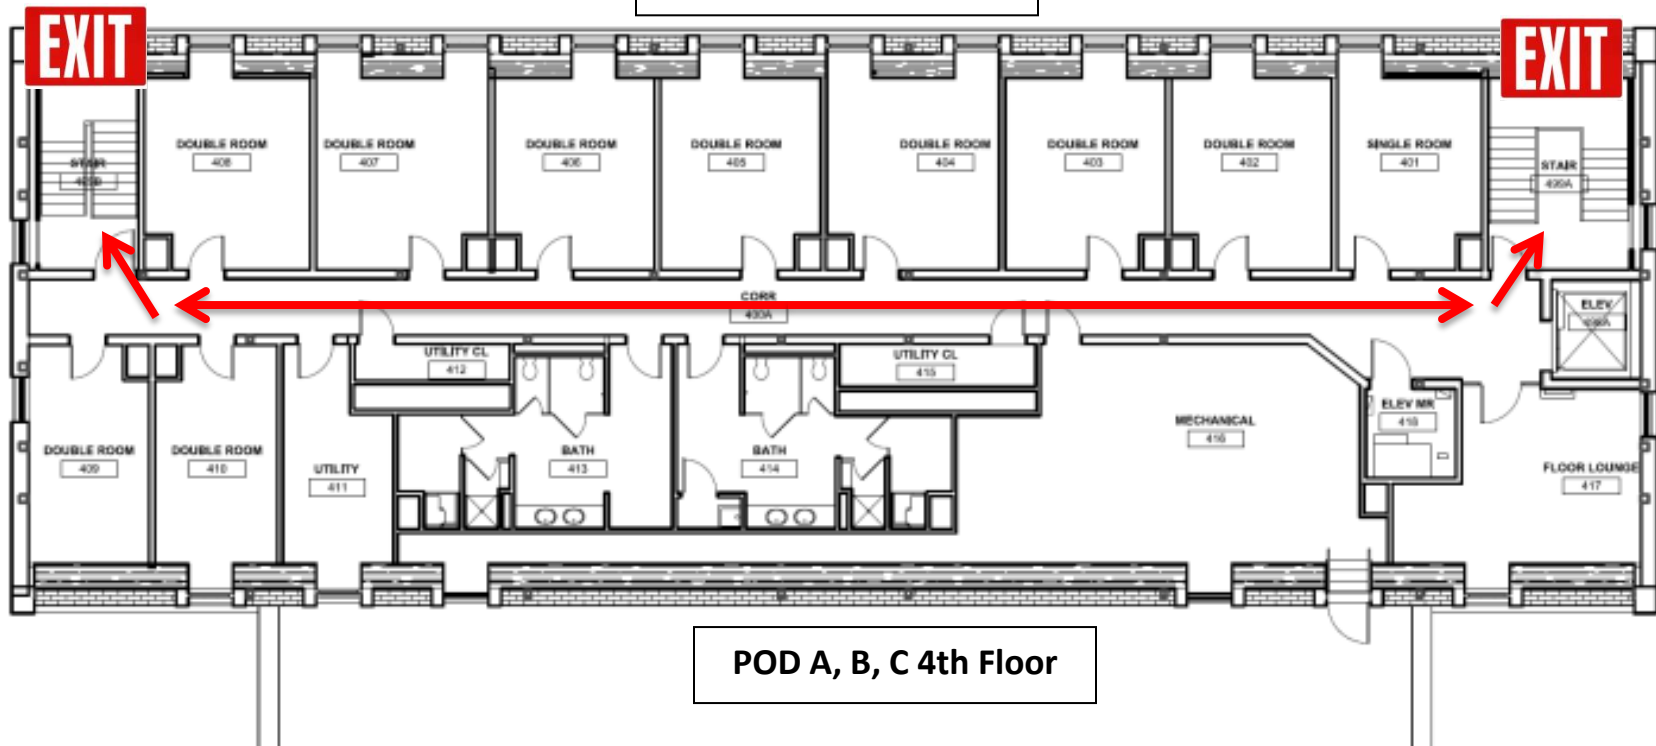 EXIT
EXIT
DOUBLE ROOM
408
DOUBLE ROOM
407
DOUBLE ROOM
406
DOUBLE ROOM
405
DOUBLE ROOM
404
DOUBLE ROOM
403
DOUBLE ROOM
402
SINGLE ROOM
401
STAIR
STAIR
499A
CORR
400A
ELEV
UTILITY CL
412
UTILITY CL
415
DOUBLE ROOM
409
DOUBLE ROOM
410
UTILITY
411
BATH
413
BATH
414
MECHANICAL
416
ELEV MR
418
FLOOR LOUNGE
417
POD A, B, C 4th Floor